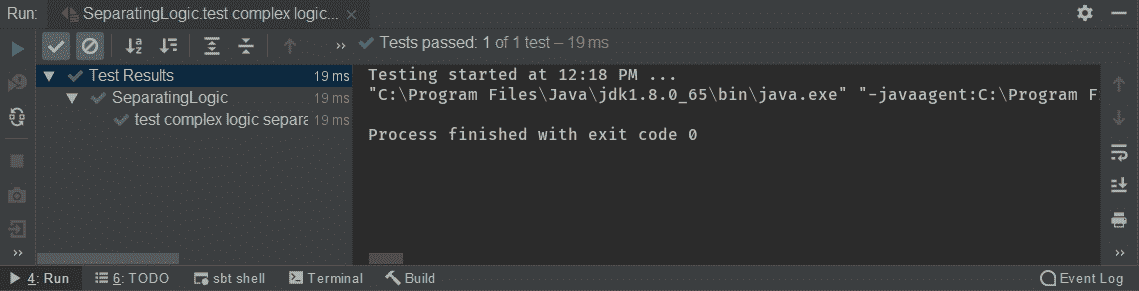 Run: SeparatingLogic.test complex logic... ×
» Tests passed: 1 of 1 test – 19 ms
Test Results 19 ms
SeparatingLogic 19 ms
test complex logic separa 19 ms
Testing started at 12:18 PM ...
"C:\Program Files\Java\jdk1.8.0_65\bin\java.exe" "-javaagent:C:\Program F
Process finished with exit code 0
» »
4: Run 6: TODO sbt shell Terminal Build Event Log